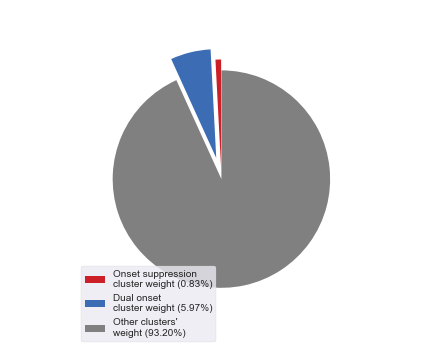 Onset suppression
cluster weight (0.83%)
Dual onset
cluster weight (5.97%)
Other clusters'
weight (93.20%)